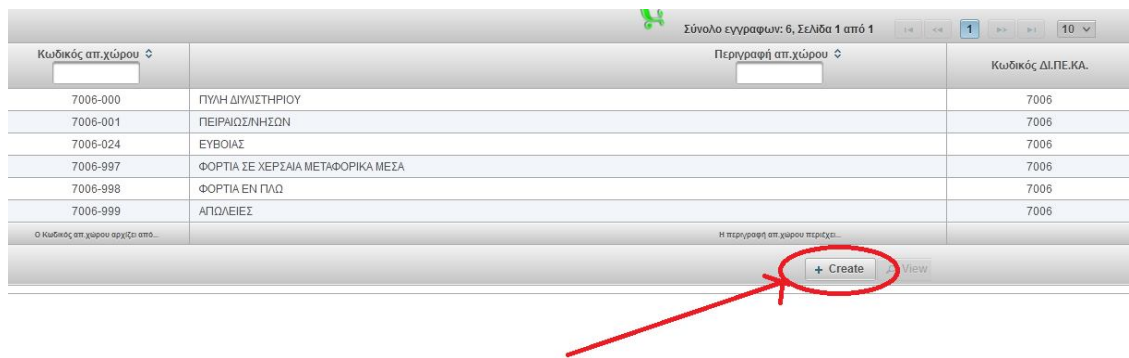 Σύνολο εγγραφων: 6, Σελίδα 1 από 1 1 10
Κωδικός απ.χώρου Περιγραφή απ.χώρου Κωδικός ΔΙ.ΠΕ.ΚΑ.
7006-000 ΠΥΛΗ ΔΙΥΛΙΣΤΗΡΙΟΥ 7006
7006-001 ΠΕΙΡΑΙΩΣ/ΝΗΣΩΝ 7006
7006-024 ΕΥΒΟΙΑΣ 7006
7006-997 ΦΟΡΤΙΑ ΣΕ ΧΕΡΣΑΙΑ ΜΕΤΑΦΟΡΙΚΑ ΜΕΣΑ 7006
7006-998 ΦΟΡΤΙΑ ΕΝ ΠΛΩ 7006
7006-999 ΑΠΩΛΕΙΕΣ 7006
Ο Κωδικός απ.χώρου αρχίζει από... Η περιγραφή απ.χώρου περιέχει...
+ Create View